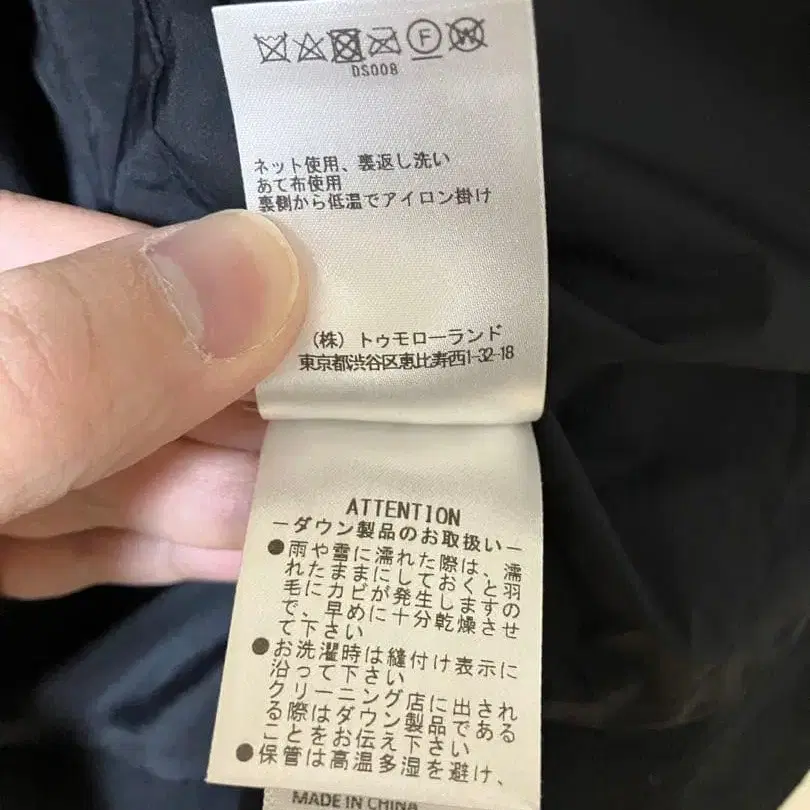 F W
DS008
ネット使用、裏返し洗い
あて布使用
裏側から低温でアイロン掛け
(株) トゥモローランド
東京都渋谷区恵比寿西1-32-18
ATTENTION
ーダウン製品のお取扱いー
●雨や雪に濡れた際は、濡
れたままにしておくと羽
毛にカビが発生しますの
で、早めに十分乾燥させ
て下さい
●お洗濯時は縫付け表示に
沿って下さい
クリーニング店に出され
る際はダウン製品である
ことをお伝え下さい
●保管は高温多湿を避け、
MADE IN CHINA